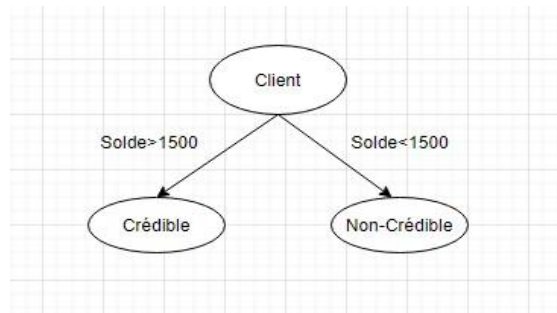 Client
Solde>1500
Solde<1500
Crédible
Non-Crédible